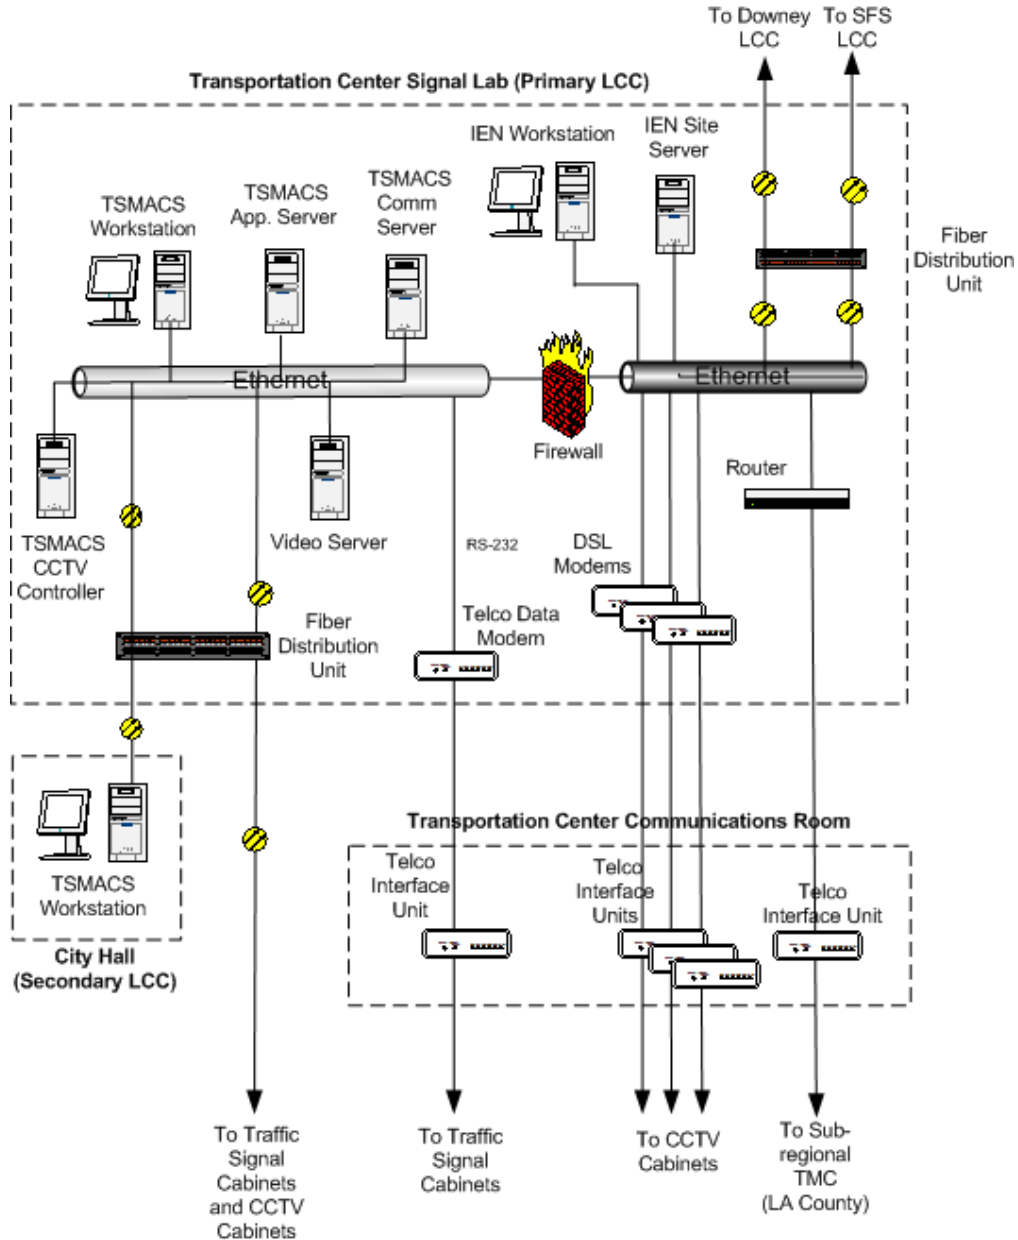 To Downey
LCC
To SFS
LCC
Transportation Center Signal Lab (Primary LCC)
IEN Workstation
IEN Site
Server
TSMACS
Workstation
TSMACS
App. Server
TSMACS
Comm
Server
Fiber
Distribution
Unit
Ethernet
Ethernet
Firewall
Router
TSMACS
CCTV
Controller
Video Server
RS-232
DSL
Modems
Fiber
Distribution
Unit
Telco Data
Modem
TSMACS
Workstation
City Hall
(Secondary LCC)
Transportation Center Communications Room
Telco
Interface
Unit
Telco
Interface
Units
Telco
Interface Unit
To Traffic
Signal
Cabinets
and CCTV
Cabinets
To Traffic
Signal
Cabinets
To CCTV
Cabinets
To Sub-
regional
TMC
(LA County)